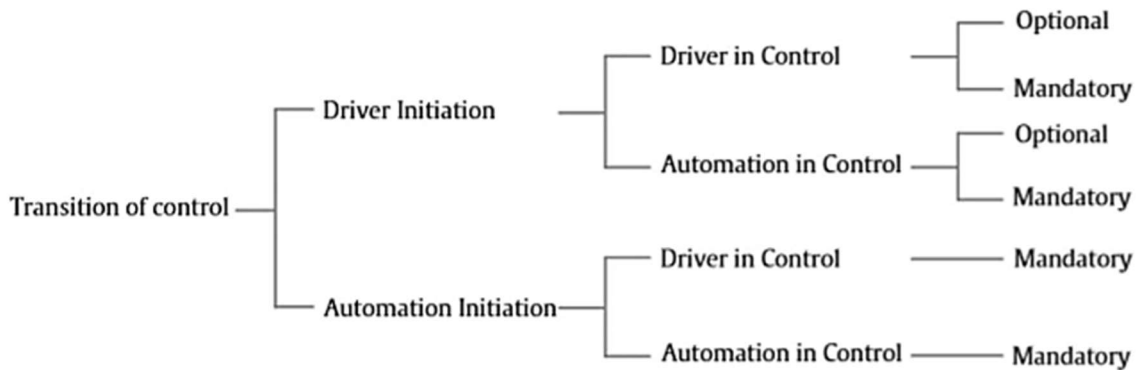 Transition of control
Driver Initiation
Driver in Control
Optional
Mandatory
Automation in Control
Optional
Mandatory
Automation Initiation
Driver in Control
Mandatory
Automation in Control
Mandatory